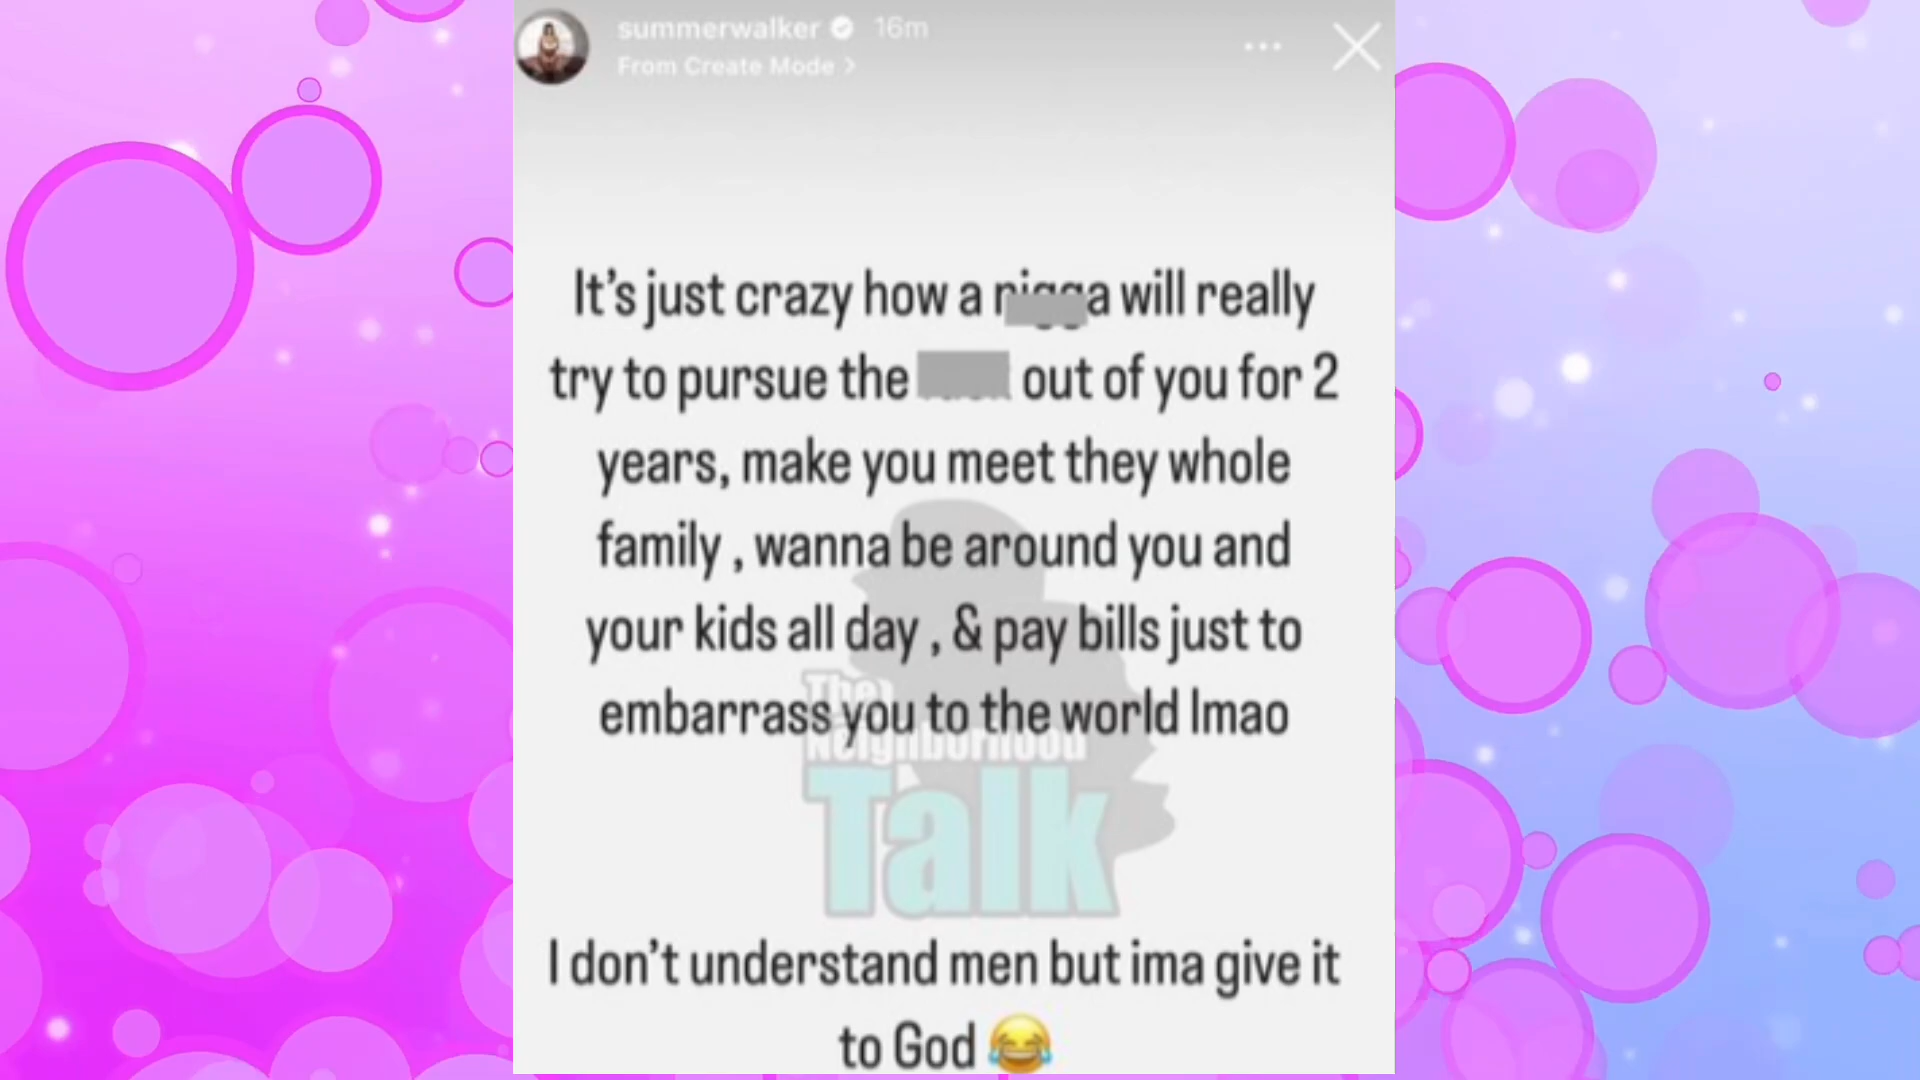 summerwalker 16m
From Create Mode >
It's just crazy how a nigga will really
try to pursue the out of you for 2
years, make you meet they whole
family , wanna be around you and
your kids all day , & pay bills just to
embarrass you to the world lmao
The
Neighborhood
Talk
I don't understand men but ima give it
to God 😂